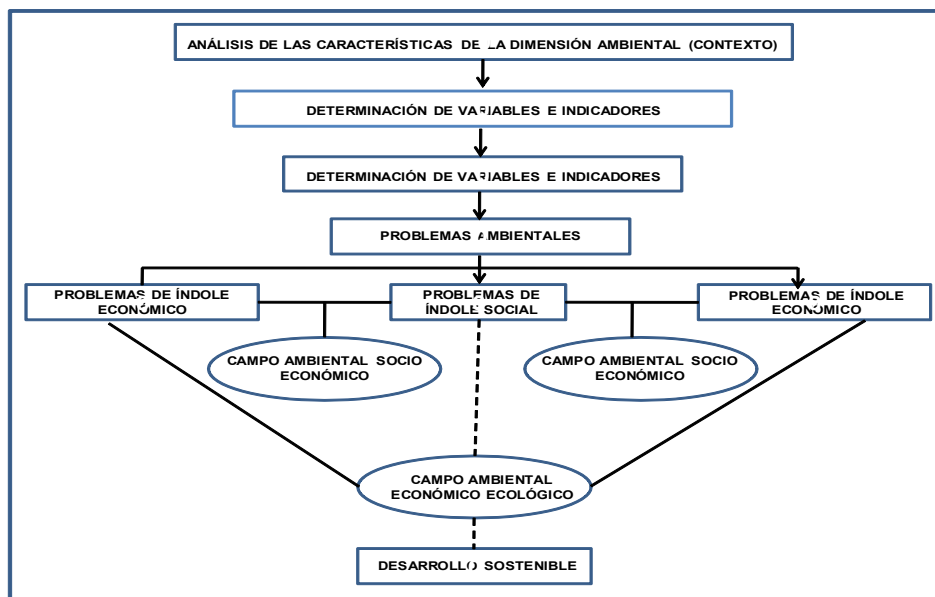 ANÁLISIS DE LAS CARACTERÍSTICAS DE LA DIMENSIÓN AMBIENTAL (CONTEXTO)
DETERMINACIÓN DE VARIABLES E INDICADORES
DETERMINACIÓN DE VARIABLES E INDICADORES
PROBLEMAS AMBIENTALES
PROBLEMAS DE ÍNDOLE
ECONÓMICO
PROBLEMAS DE
ÍNDOLE SOCIAL
PROBLEMAS DE ÍNDOLE
ECONÓMICO
CAMPO AMBIENTAL SOCIO
ECONÓMICO
CAMPO AMBIENTAL SOCIO
ECONÓMICO
CAMPO AMBIENTAL
ECONÓMICO ECOLÓGICO
DESARROLLO SOSTENIBLE